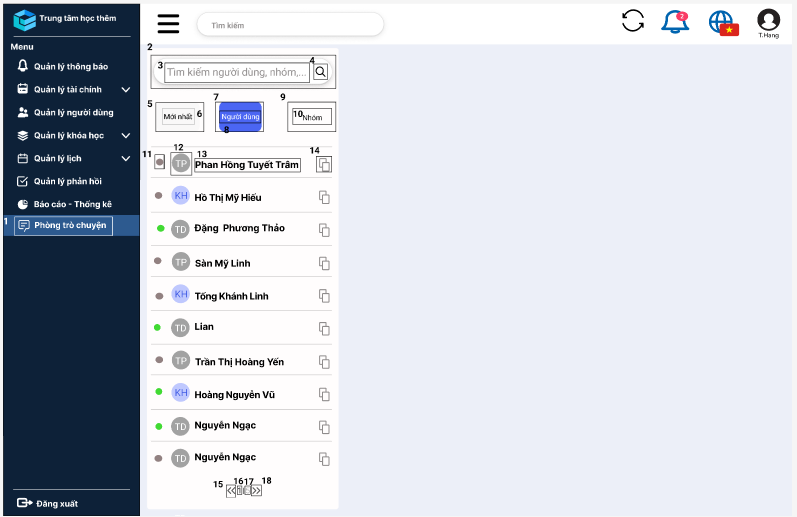 Trung tâm học thêm
Tìm kiếm
2
T.Hang
Menu
Quản lý thông báo
Quản lý tài chính
Quản lý người dùng
Quản lý khóa học
Quản lý lịch
Quản lý phản hồi
Báo cáo - Thống kê
1
Phòng trò chuyện
Đăng xuất
2
3
Tìm kiếm người dùng, nhóm,...
4
5
Mới nhất
6
7
Người dùng
8
9
10
Nhóm
11
12
TP
13
Phan Hồng Tuyết Trâm
14
KH Hồ Thị Mỹ Hiếu
TD Đặng Phương Thảo
TP Sàn Mỹ Linh
KH Tống Khánh Linh
TD Lian
TP Trần Thị Hoàng Yến
KH Hoàng Nguyễn Vũ
TD Nguyễn Ngạc
TD Nguyễn Ngạc
15
16
17
18